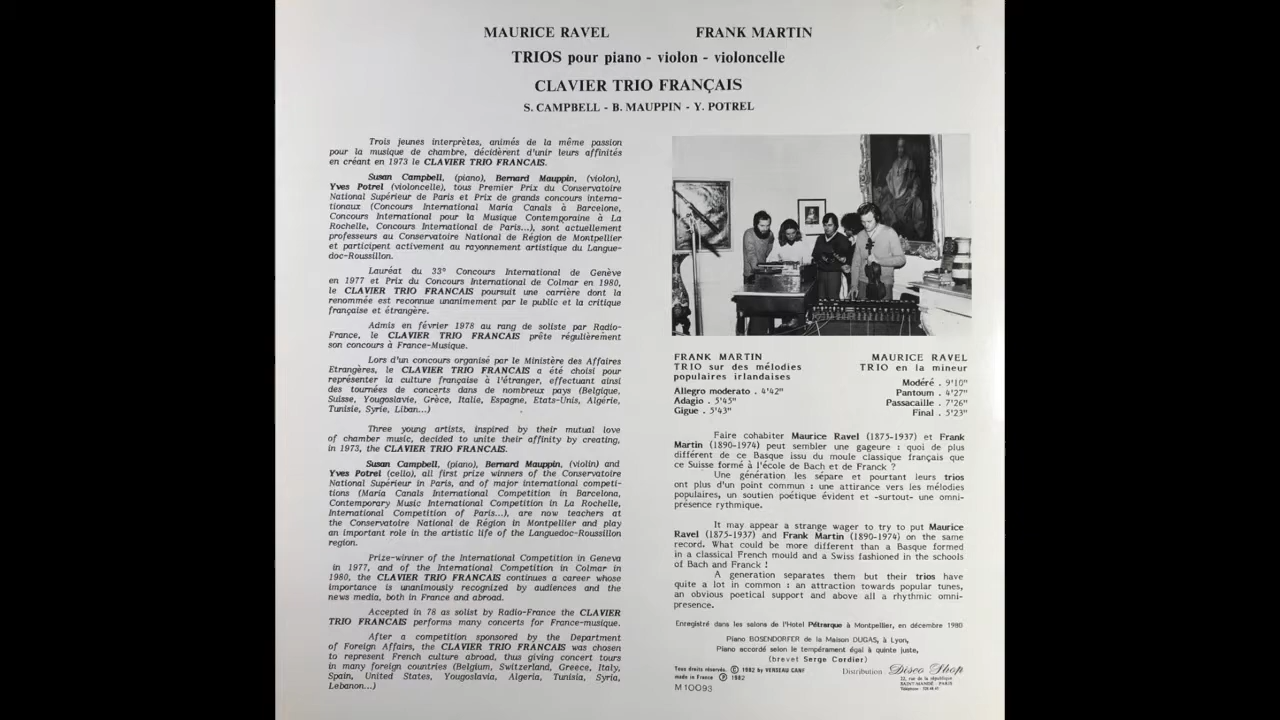 MAURICE RAVEL FRANK MARTIN
TRIOS pour piano - violon - violoncelle
CLAVIER TRIO FRANÇAIS
S. CAMPBELL - B. MAUPPIN - Y. POTREL
Trois jeunes interprètes, animés de la même passion
pour la musique de chambre, décidèrent d'unir leurs affinités
en créant en 1973 le CLAVIER TRIO FRANCAIS.
Susan Campbell, (piano), Bernard Mauppin, (violon),
Yves Potrel (violoncelle), tous Premier Prix du Conservatoire
National Supérieur de Paris et Prix de grands concours interna-
tionaux (Concours International Maria Canals à Barcelone,
Concours International pour la Musique Contemporaine à La
Rochelle, Concours International de Paris...), sont actuellement
professeurs au Conservatoire National de Région de Montpellier
et participent activement au rayonnement artistique du Langue-
doc-Roussillon.
Lauréat du 33° Concours International de Genève
en 1977 et Prix du Concours International de Colmar en 1980,
le CLAVIER TRIO FRANCAIS poursuit une carrière dont la
renommée est reconnue unanimement par le public et la critique
française et étrangère.
Admis en février 1978 au rang de soliste par Radio-
France, le CLAVIER TRIO FRANCAIS prête régulièrement
son concours à France-Musique.
Lors d'un concours organisé par le Ministère des Affaires
Etrangères, le CLAVIER TRIO FRANCAIS a été choisi pour
représenter la culture française à l'étranger, effectuant ainsi
des tournées de concerts dans de nombreux pays (Belgique,
Suisse, Yougoslavie, Grèce, Italie, Espagne, Etats-Unis, Algérie,
Tunisie, Syrie, Liban...)
Three young artists, inspired by their mutual love
of chamber music, decided to unite their affinity by creating,
in 1973, the CLAVIER TRIO FRANCAIS.
Susan Campbell, (piano), Bernard Mauppin, (violin) and
Yves Potrel (cello), all first prize winners of the Conservatoire
National Supérieur in Paris, and of major international competi-
tions (Maria Canals International Competition in Barcelona,
Contemporary Music International Competition in La Rochelle,
International Competition of Paris...), are now teachers at
the Conservatoire National de Région in Montpellier and play
an important role in the artistic life of the Languedoc-Roussillon
region.
Prize-winner of the International Competition in Geneva
in 1977, and of the International Competition in Colmar in
1980, the CLAVIER TRIO FRANCAIS continues a career whose
importance is unanimously recognized by audiences and the
news media, both in France and abroad.
Accepted in 78 as solist by Radio-France the CLAVIER
TRIO FRANCAIS performs many concerts for France-musique.
After a competition sponsored by the Department
of Foreign Affairs, the CLAVIER TRIO FRANCAIS was chosen
to represent French culture abroad, thus giving concert tours
in many foreign countries (Belgium, Switzerland, Greece, Italy,
Spain, United States, Yougoslavia, Algeria, Tunisia, Syria,
Lebanon...)
FRANK MARTIN
TRIO sur des mélodies
populaires irlandaises
Allegro moderato . 4'42"
Adagio . 5'45"
Gigue . 5'43"
MAURICE RAVEL
TRIO en la mineur
Modéré . 9'10"
Pantoum . 4'27"
Passacaille . 7'26"
Final . 5'23"
Faire cohabiter Maurice Ravel (1875-1937) et Frank
Martin (1890-1974) peut sembler une gageure : quoi de plus
différent de ce Basque issu du moule classique français que
ce Suisse formé à l'école de Bach et de Franck ?
Une génération les sépare et pourtant leurs trios
ont plus d'un point commun : une attirance vers les mélodies
populaires, un soutien poétique évident et -surtout- une omni-
présence rythmique.
It may appear a strange wager to try to put Maurice
Ravel (1875-1937) and Frank Martin (1890-1974) on the same
record. What could be more different than a Basque formed
in a classical French mould and a Swiss fashioned in the schools
of Bach and Franck !
A generation separates them but their trios have
quite a lot in common : an attraction towards popular tunes,
an obvious poetical support and above all a rhythmic omni-
presence.
Enregistré dans les salons de l'Hotel Pétrarque à Montpellier, en décembre 1980
Piano BOSENDORFER de la Maison DUGAS, à Lyon,
Piano accordé selon le tempérament égal à quinte juste,
(brevet Serge Cordier)
Tous droits réservés. © 1982 by VERSEAU CANF
made in France ℗ 1982
M 10093
Distribution Disco Shop
22, rue de la république
SAINT-MANDÉ - PARIS